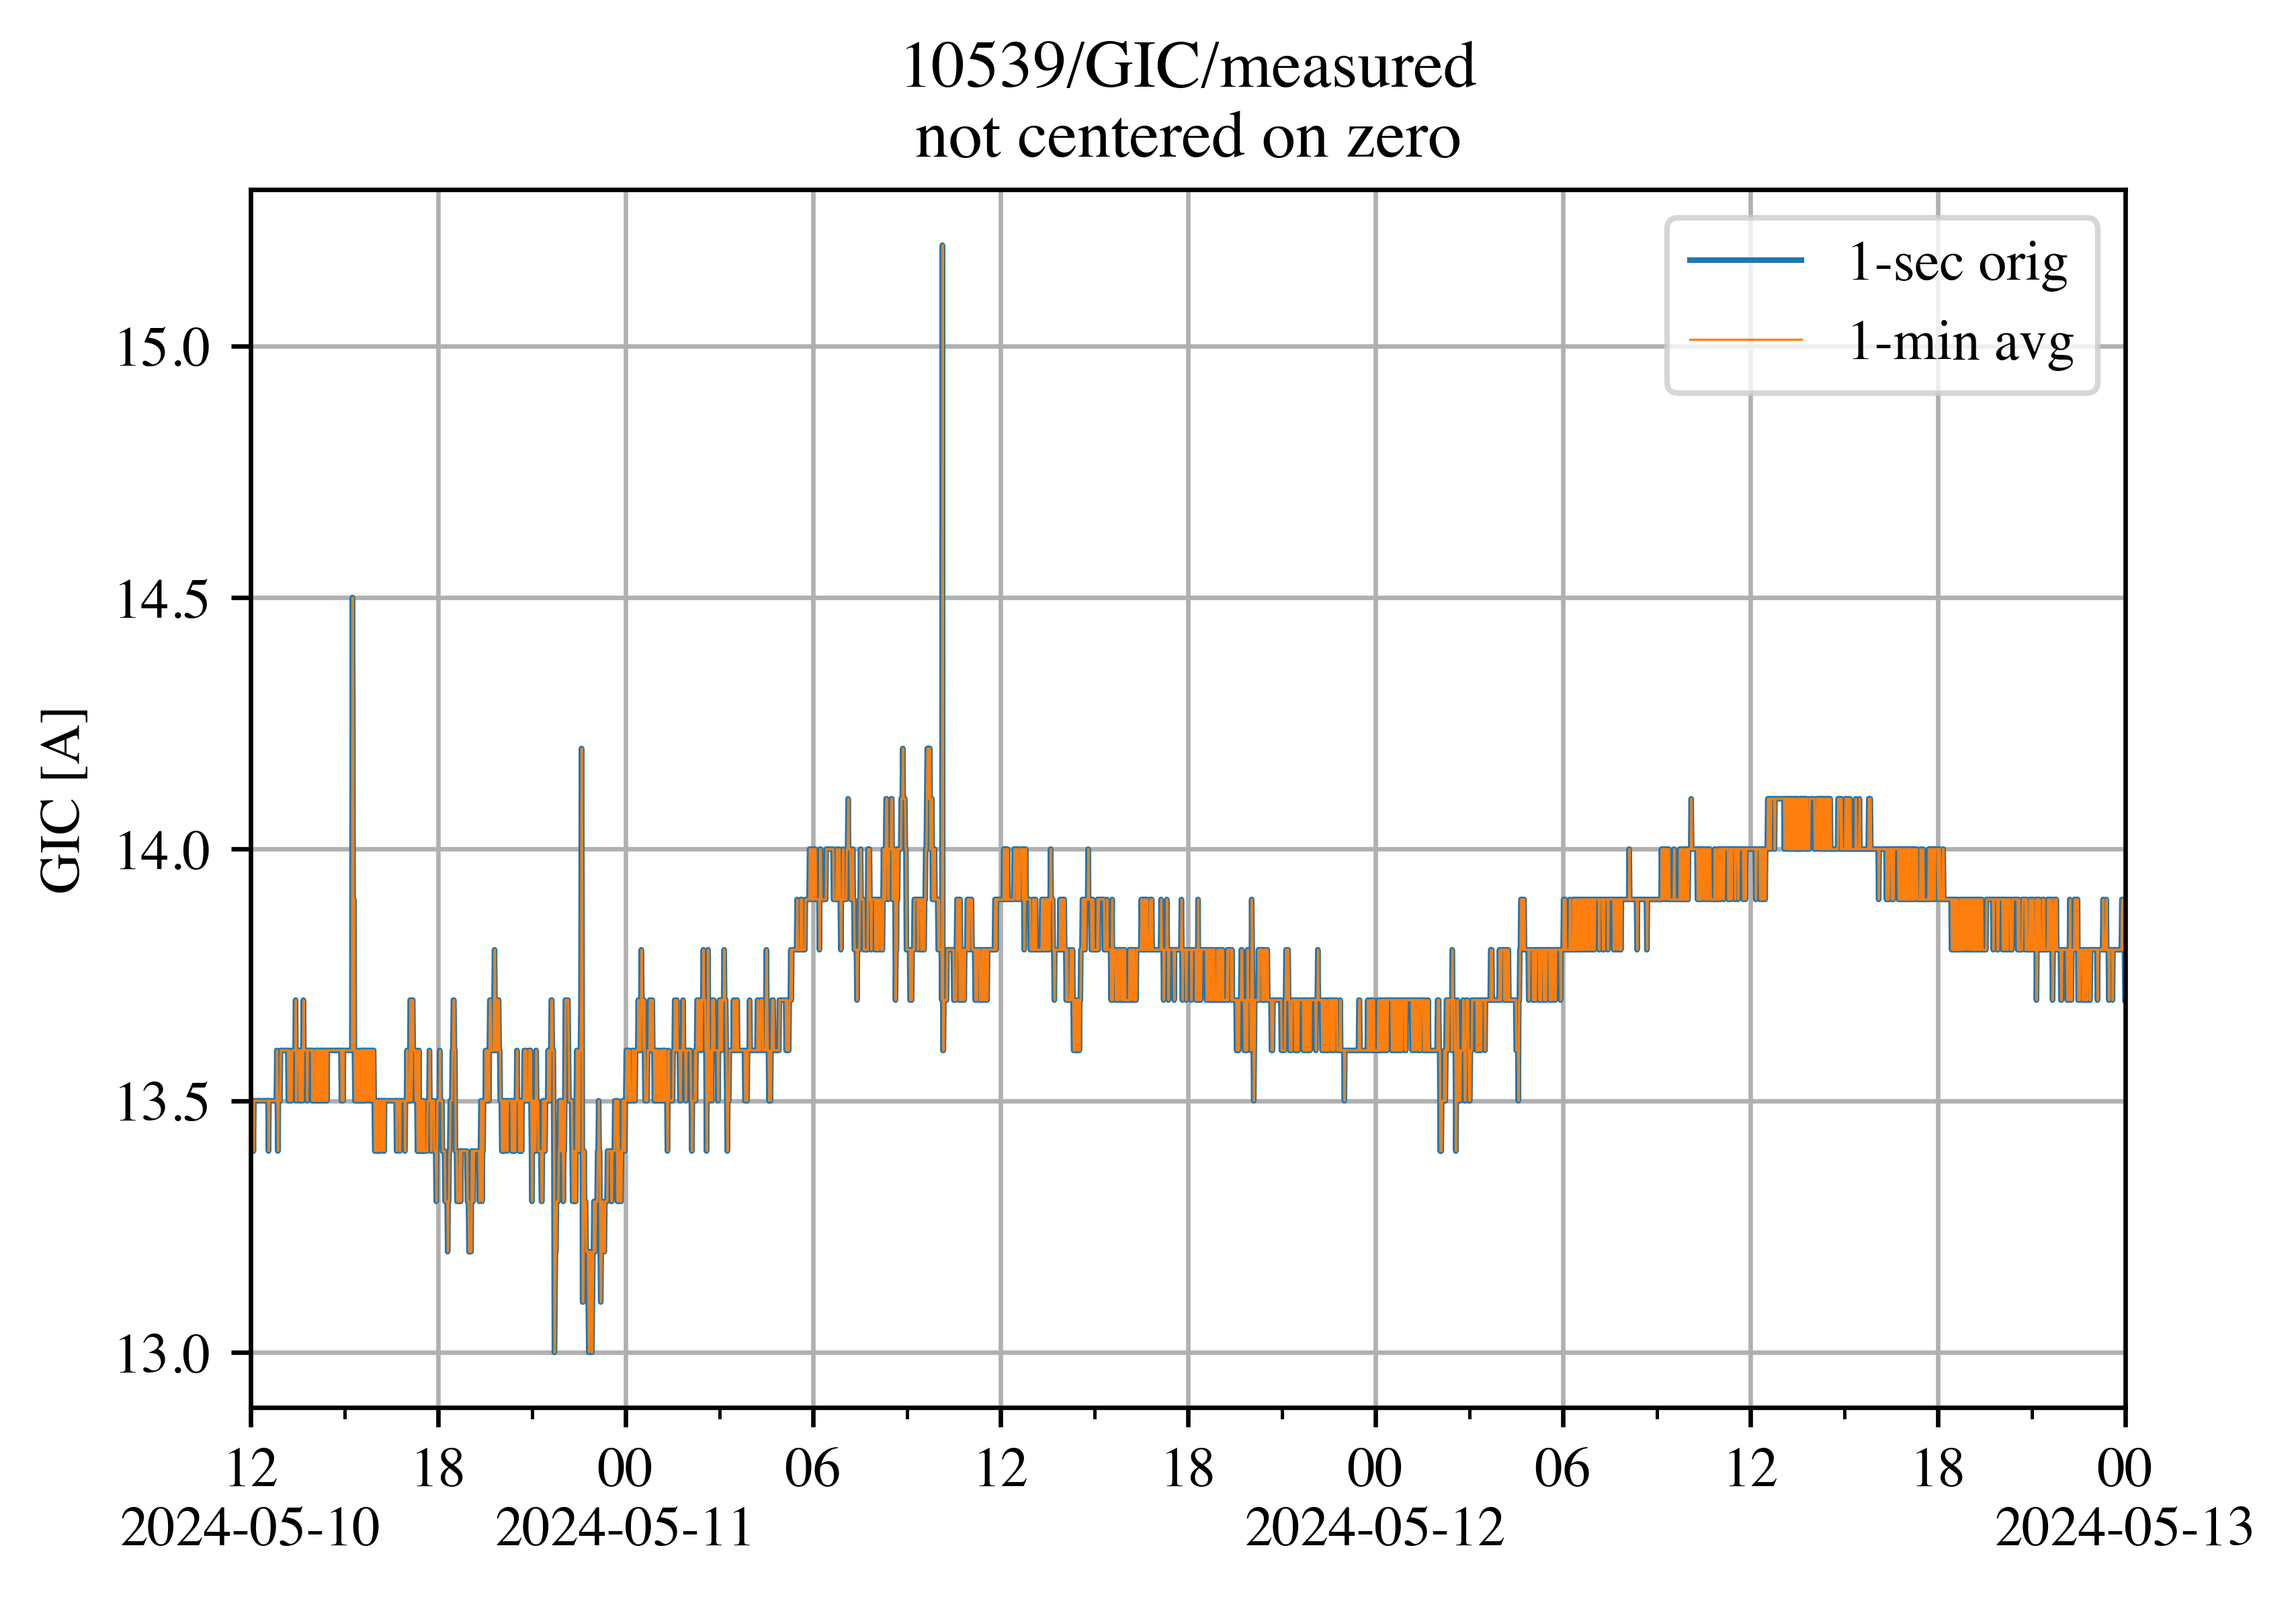 10539/GIC/measured
not centered on zero
1-sec orig
1-min avg
GIC [A]
15.0
14.5
14.0
13.5
13.0
12 18 00 06 12 18 00 06 12 18 00
2024-05-10 2024-05-11 2024-05-12 2024-05-13